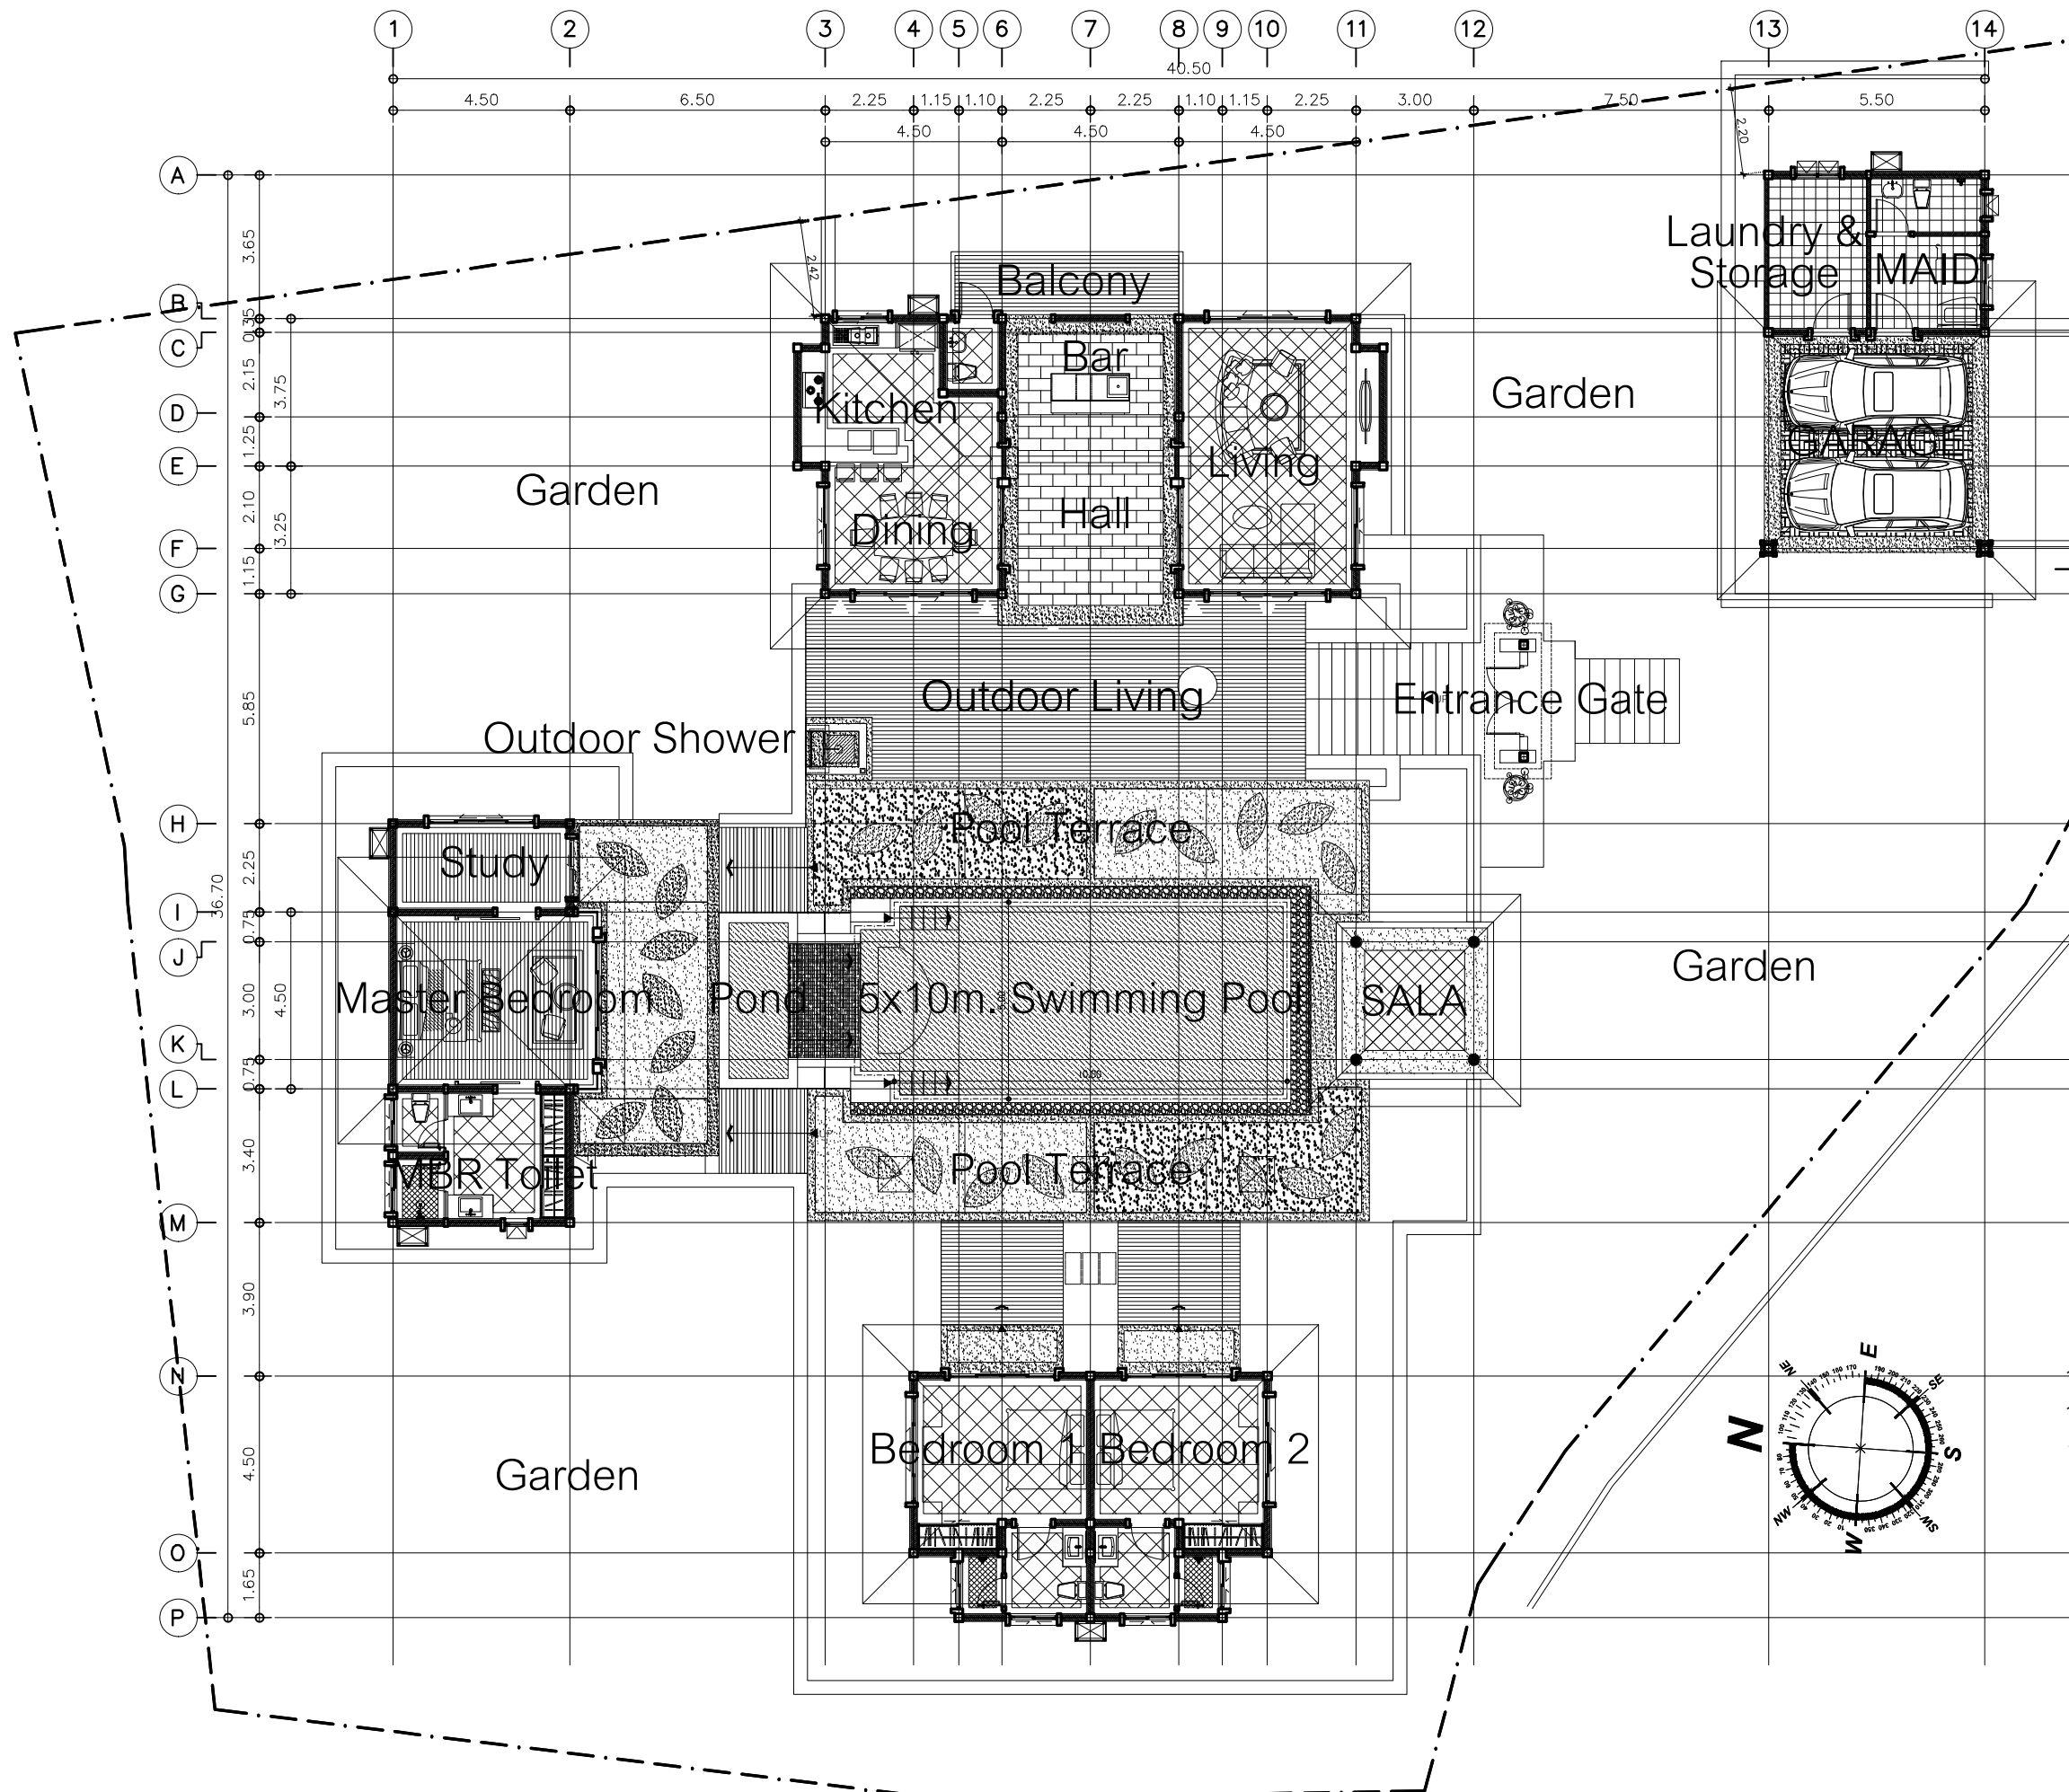 1 2 3 4 5 6 7 8 9 10 11 12 13 14
40.50
4.50 6.50 2.25 1.15 1.10 2.25 2.25 1.10 1.15 2.25 3.00 7.50 5.50
4.50 4.50 4.50
2.20
A
3.65
Laundry &
Storage MAID
2.42
Balcony
B
0.35
C
Bar
2.15
3.75
Garden
Kitchen
D
1.25
GARAGE
E
Living
Garden
2.10
Hall
Dining
3.25
F
1.15
G
5.85
Outdoor Living
Entrance Gate
Outdoor Shower
H
Pool Terrace
Study
2.25
36.70
I
0.75
J
Garden
Master Bedroom Pond 5x10m. Swimming Pool SALA
3.00
4.50
K
0.75
10.00
L
3.40
MBR Toilet
Pool Terrace
M
3.90
N
E
NE SE
N S
NW SW
W
Bedroom 1 Bedroom 2
4.50
Garden
O
1.65
P